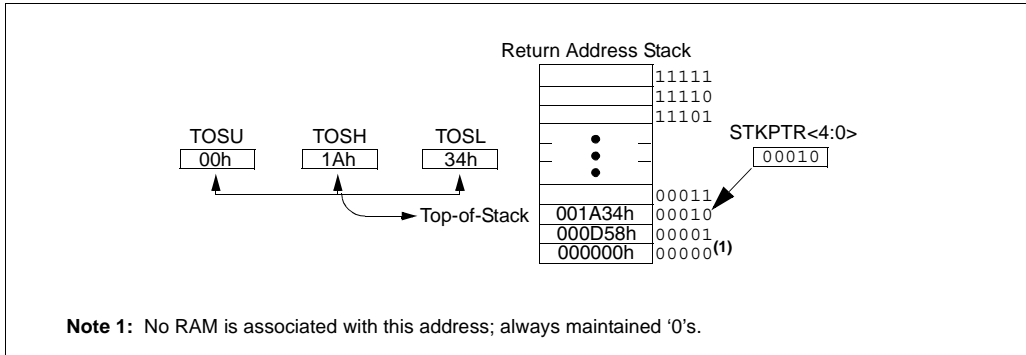 Return Address Stack
11111
11110
11101
TOSU TOSH TOSL STKPTR<4:0>
00h 1Ah 34h 00010
00011
Top-of-Stack 001A34h 00010
000D58h 00001
000000h 00000(1)
Note 1: No RAM is associated with this address; always maintained ‘0’s.